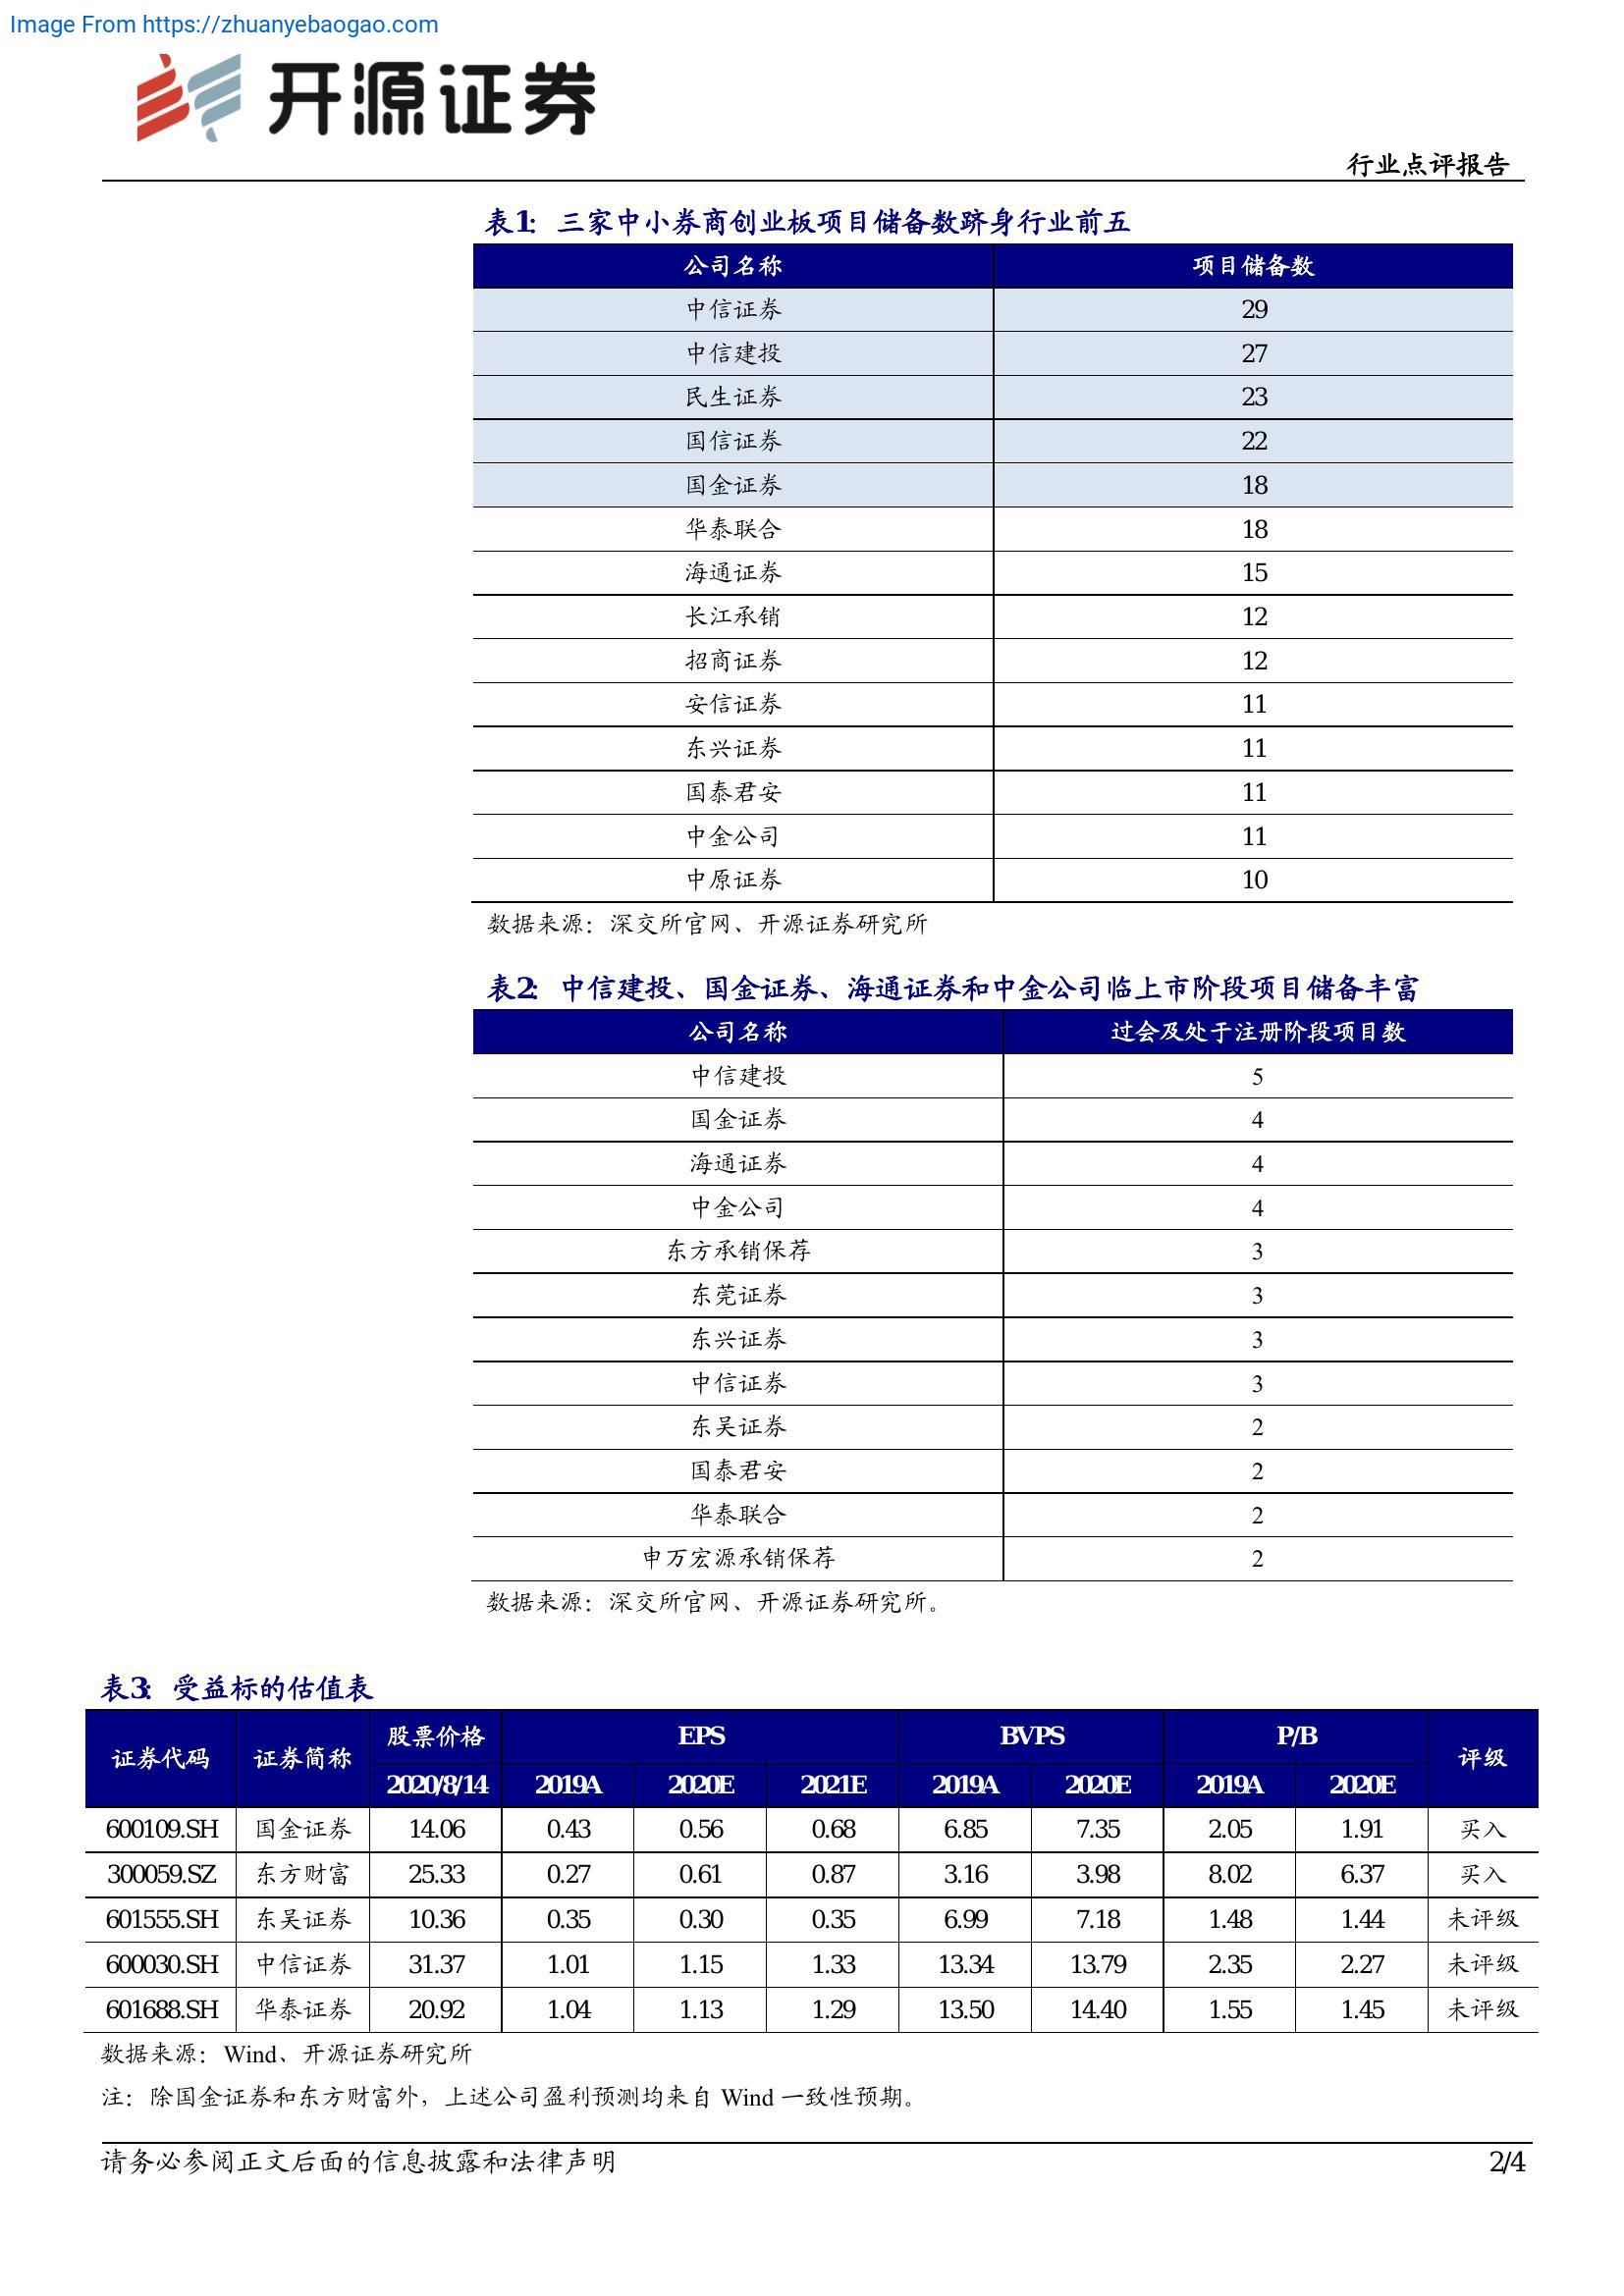 Image From https://zhuanyebaogao.com
开源证券
行业点评报告
表1： 三家中小券商创业板项目储备数跻身行业前五
公司名称 项目储备数
中信证券 29
中信建投 27
民生证券 23
国信证券 22
国金证券 18
华泰联合 18
海通证券 15
长江承销 12
招商证券 12
安信证券 11
东兴证券 11
国泰君安 11
中金公司 11
中原证券 10
数据来源：深交所官网、开源证券研究所
表2： 中信建投、国金证券、海通证券和中金公司临上市阶段项目储备丰富
公司名称 过会及处于注册阶段项目数
中信建投 5
国金证券 4
海通证券 4
中金公司 4
东方承销保荐 3
东莞证券 3
东兴证券 3
中信证券 3
东吴证券 2
国泰君安 2
华泰联合 2
申万宏源承销保荐 2
数据来源：深交所官网、开源证券研究所。
表3： 受益标的估值表
证券代码 证券简称 股票价格 EPS BVPS P/B 评级
2020/8/14 2019A 2020E 2021E 2019A 2020E 2019A 2020E
600109.SH 国金证券 14.06 0.43 0.56 0.68 6.85 7.35 2.05 1.91 买入
300059.SZ 东方财富 25.33 0.27 0.61 0.87 3.16 3.98 8.02 6.37 买入
601555.SH 东吴证券 10.36 0.35 0.30 0.35 6.99 7.18 1.48 1.44 未评级
600030.SH 中信证券 31.37 1.01 1.15 1.33 13.34 13.79 2.35 2.27 未评级
601688.SH 华泰证券 20.92 1.04 1.13 1.29 13.50 14.40 1.55 1.45 未评级
数据来源：Wind、开源证券研究所
注：除国金证券和东方财富外，上述公司盈利预测均来自 Wind 一致性预期。
请务必参阅正文后面的信息披露和法律声明 2/4